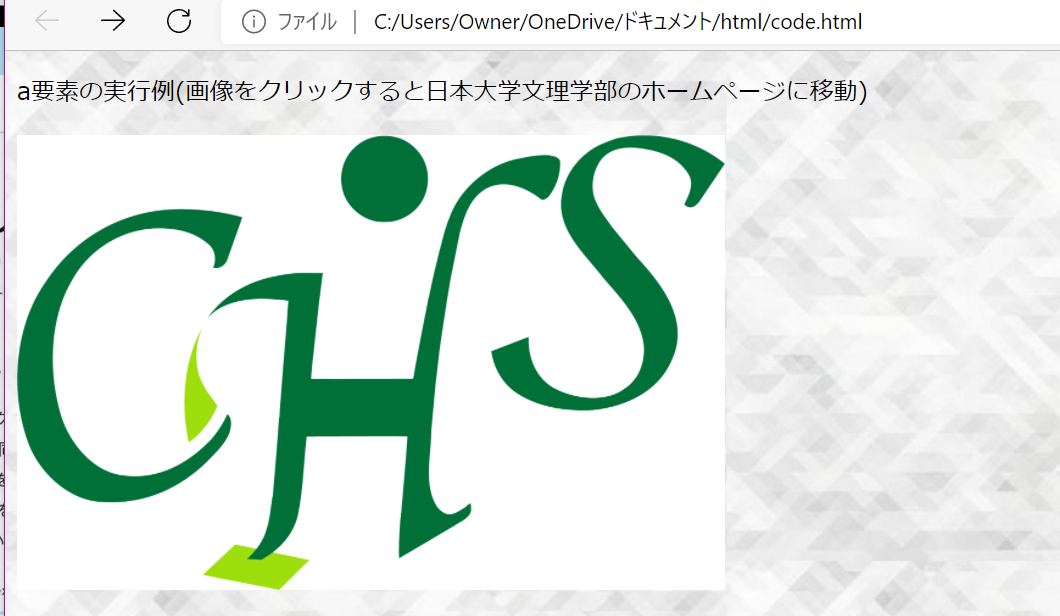 ファイル C:/Users/Owner/OneDrive/ドキュメント/html/code.html
a要素の実行例(画像をクリックすると日本大学文理学部のホームページに移動)
CHS